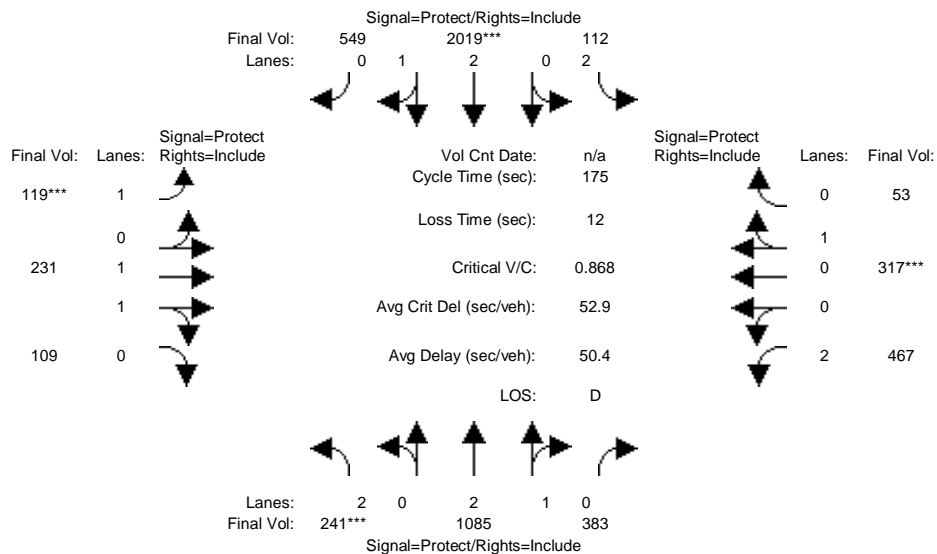 Signal=Protect/Rights=Include
Final Vol: 549 2019*** 112
Lanes: 0 1 2 0 2
Signal=Protect
Final Vol: Lanes: Rights=Include
Vol Cnt Date: n/a
Signal=Protect
Rights=Include Lanes: Final Vol:
Cycle Time (sec): 175
119*** 1
0 53
Loss Time (sec): 12
0
1
231 1
Critical V/C: 0.868
0 317***
1
Avg Crit Del (sec/veh): 52.9
0
109 0
Avg Delay (sec/veh): 50.4
2 467
LOS: D
Lanes: 2 0 2 1 0
Final Vol: 241*** 1085 383
Signal=Protect/Rights=Include